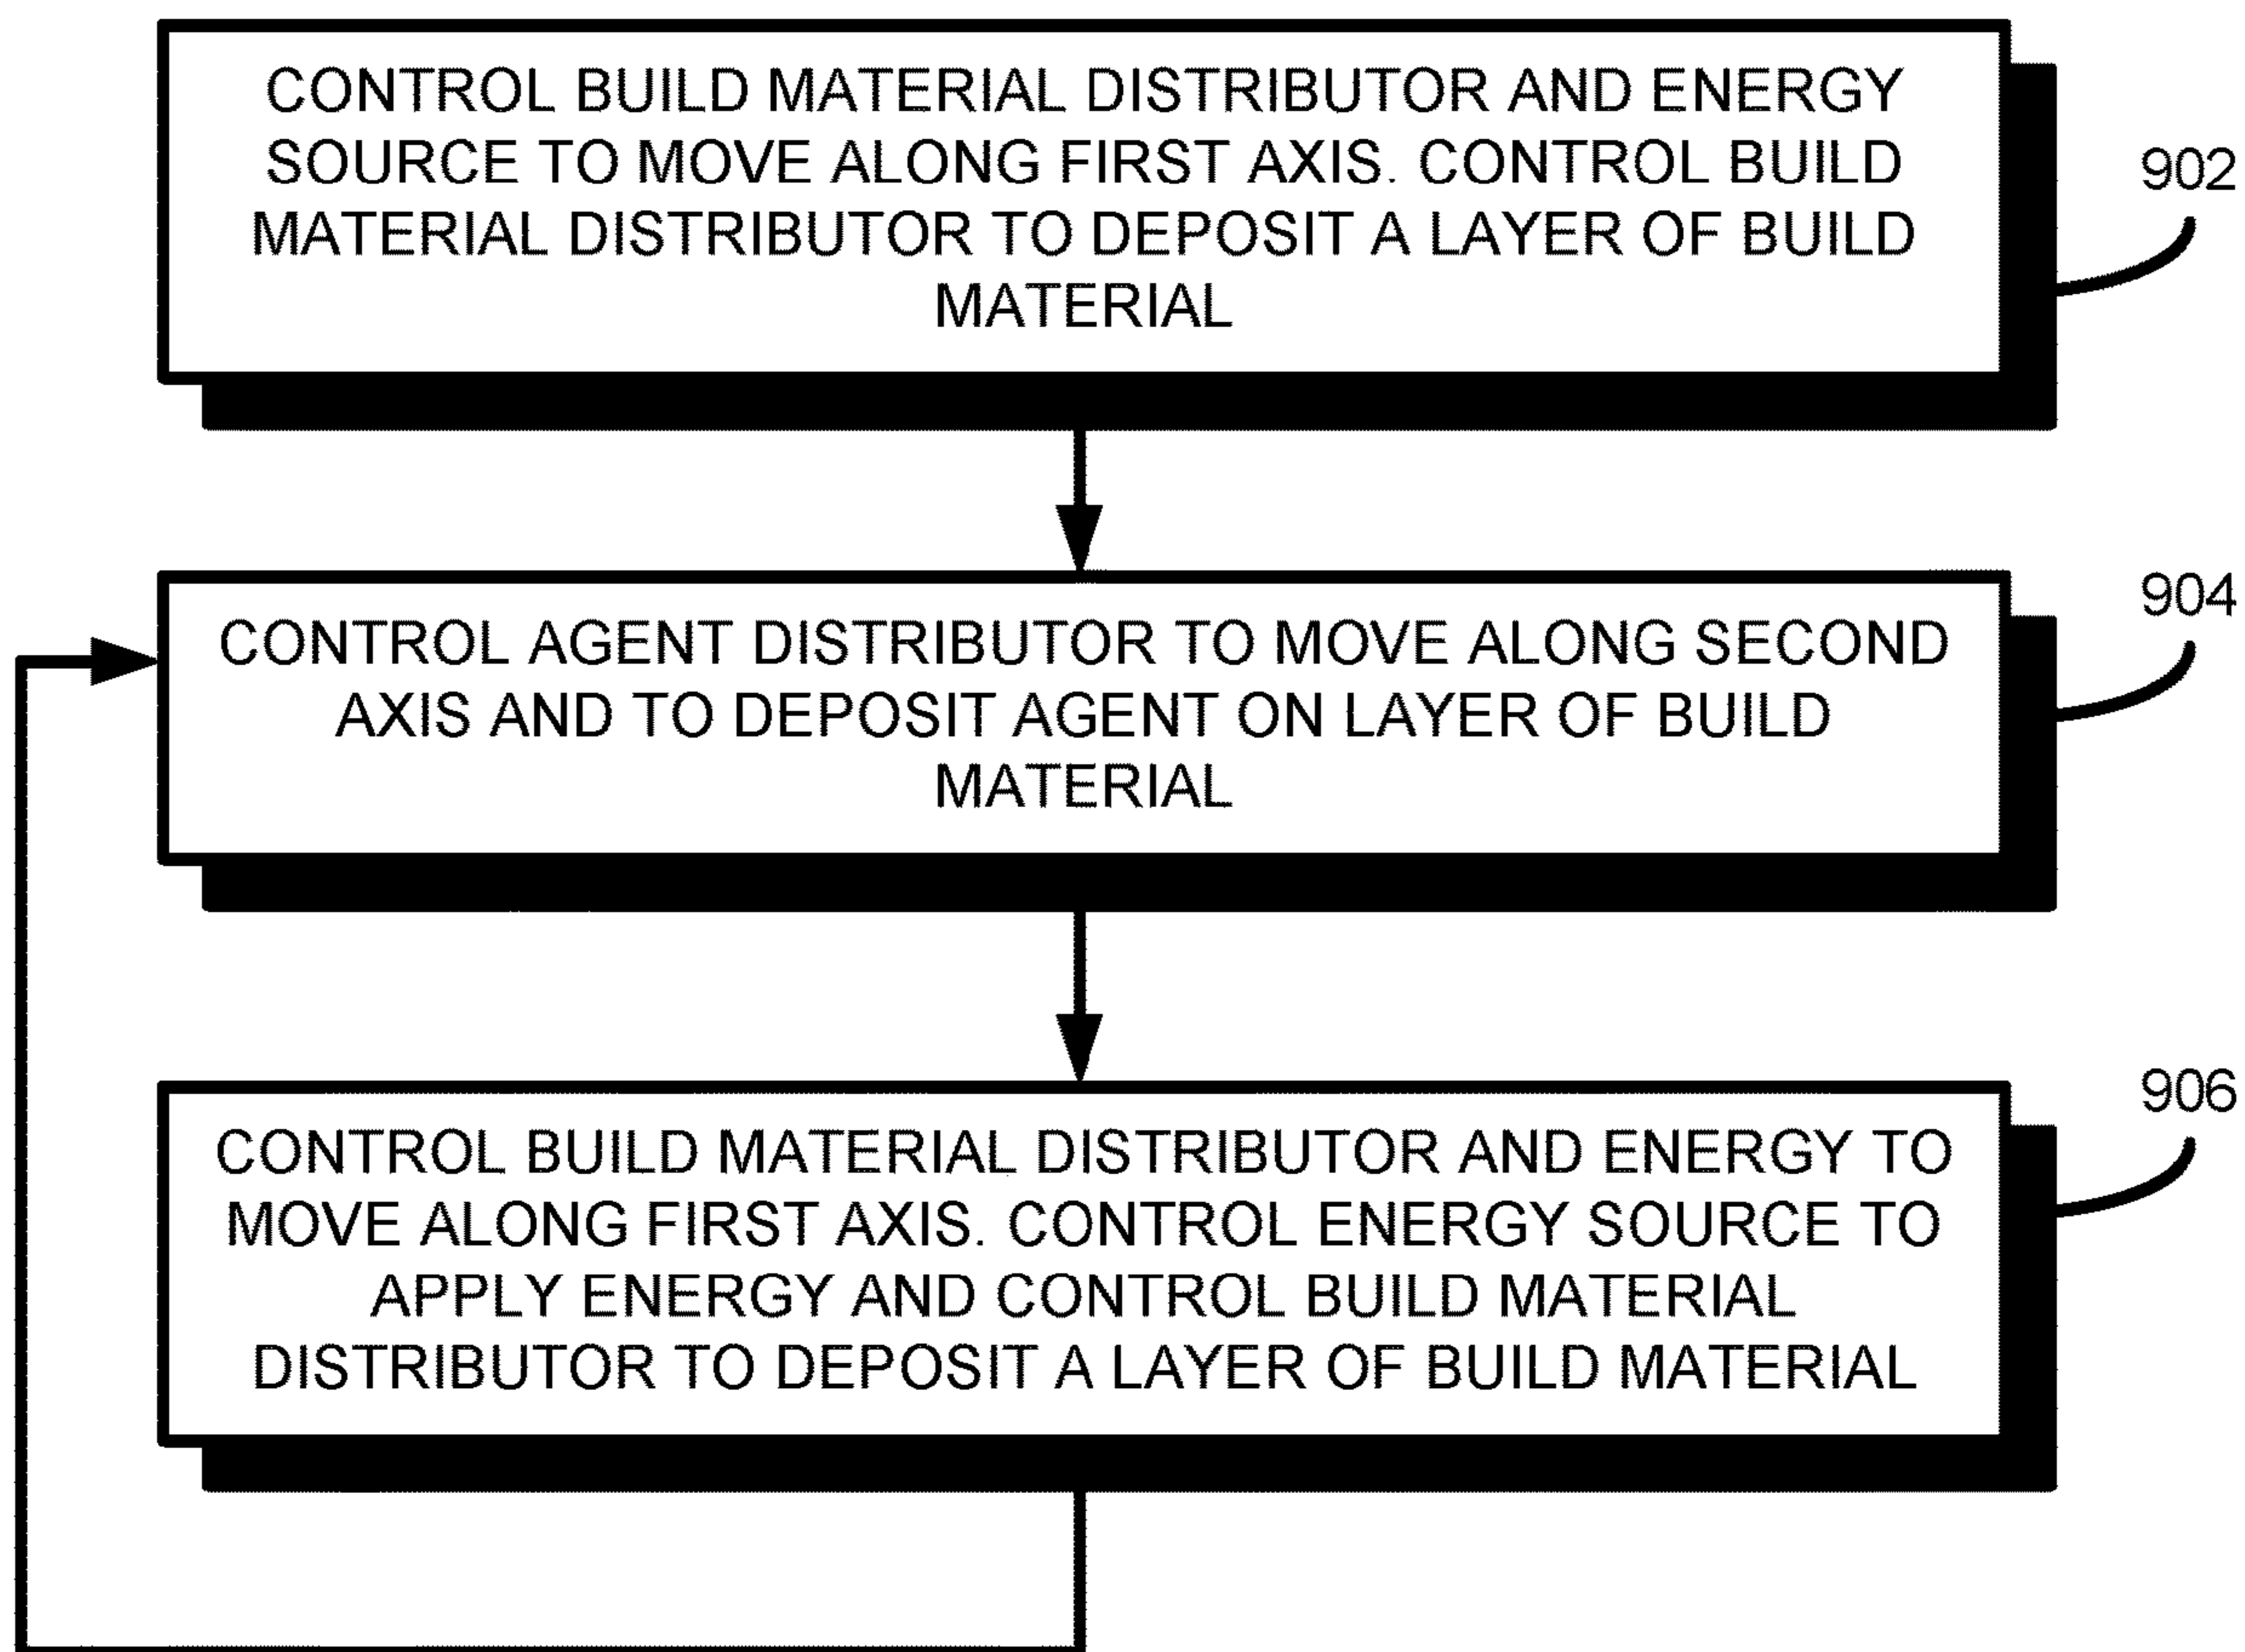 CONTROL BUILD MATERIAL DISTRIBUTOR AND ENERGY
SOURCE TO MOVE ALONG FIRST AXIS. CONTROL BUILD
MATERIAL DISTRIBUTOR TO DEPOSIT A LAYER OF BUILD
MATERIAL
902
CONTROL AGENT DISTRIBUTOR TO MOVE ALONG SECOND
AXIS AND TO DEPOSIT AGENT ON LAYER OF BUILD
MATERIAL
904
CONTROL BUILD MATERIAL DISTRIBUTOR AND ENERGY TO
MOVE ALONG FIRST AXIS. CONTROL ENERGY SOURCE TO
APPLY ENERGY AND CONTROL BUILD MATERIAL
DISTRIBUTOR TO DEPOSIT A LAYER OF BUILD MATERIAL
906